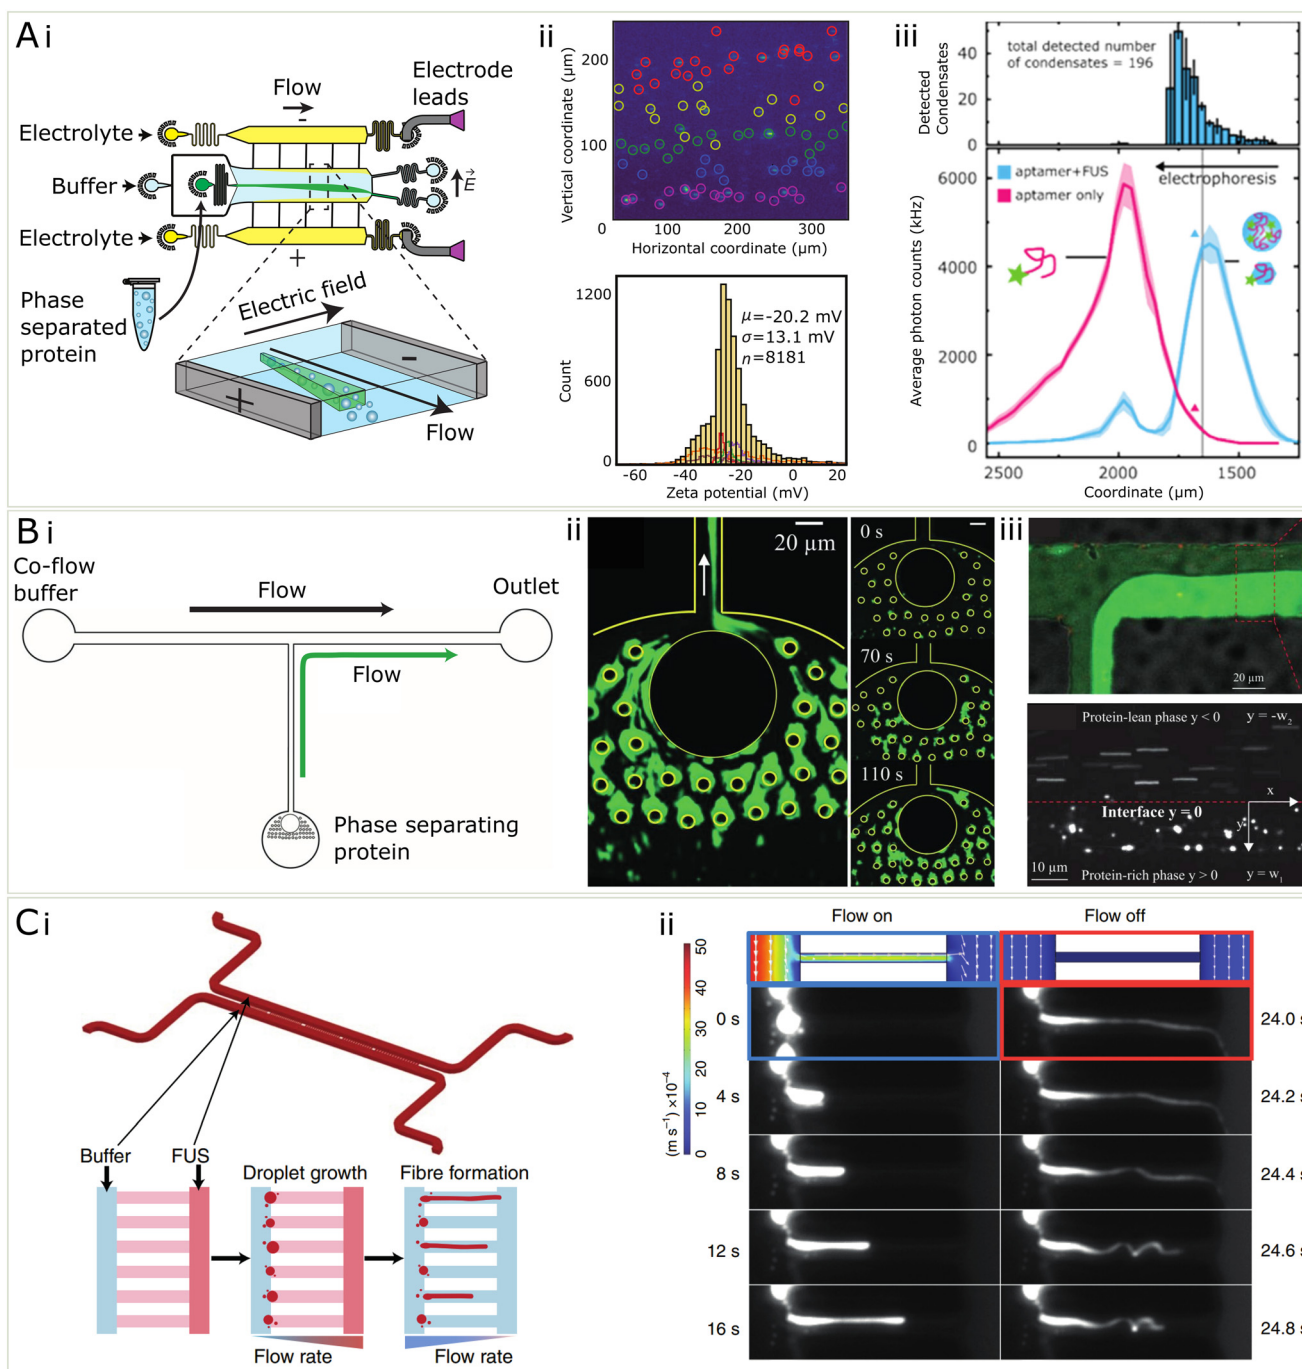 A i
Flow
Electrode
leads
-
Electrolyte
Buffer
E
Electrolyte
+
Phase
separated
protein
Electric field
-
+
Flow
ii
Vertical coordinate (µm)
200
100
0
0
100
200
300
Horizontal coordinate (µm)
Count
1200
600
0
µ=-20.2 mV
σ=13.1 mV
n=8181
-60
-40
-20
0
20
Zeta potential (mV)
iii
Detected
Condensates
40
20
0
total detected number
of condensates = 196
Average photon counts (kHz)
6000
4000
2000
0
aptamer+FUS
aptamer only
electrophoresis
2500
2000
1500
Coordinate (µm)
B i
Co-flow
buffer
Flow
Outlet
Flow
Phase separating
protein
ii
20 µm
0 s
70 s
110 s
iii
20 µm
Protein-lean phase y < 0
y = -w2
x
Interface y = 0
y
10 µm
Protein-rich phase y > 0
y = w1
C i
Buffer
FUS
Droplet growth
Fibre formation
Flow rate
Flow rate
ii
Flow on
Flow off
50
40
30
20
10
0
(m s⁻¹) ×10⁻⁴
0 s
24.0 s
4 s
24.2 s
8 s
24.4 s
12 s
24.6 s
16 s
24.8 s